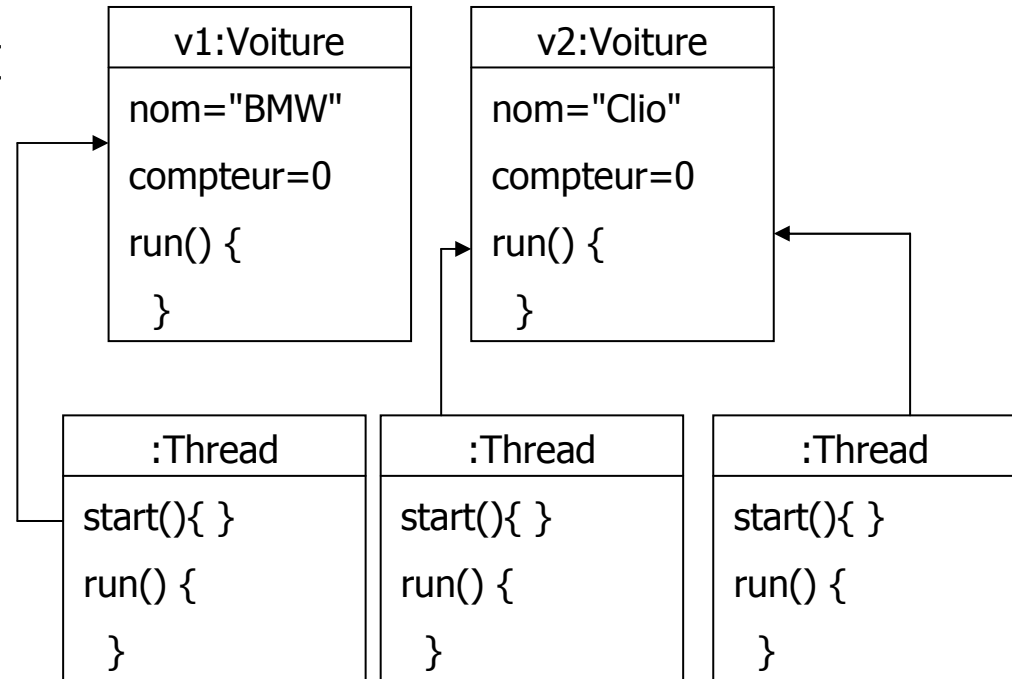 v1:Voiture
nom="BMW"
compteur=0
run() {
}
v2:Voiture
nom="Clio"
compteur=0
run() {
}
:Thread
start(){ }
run() {
}
:Thread
start(){ }
run() {
}
:Thread
start(){ }
run() {
}